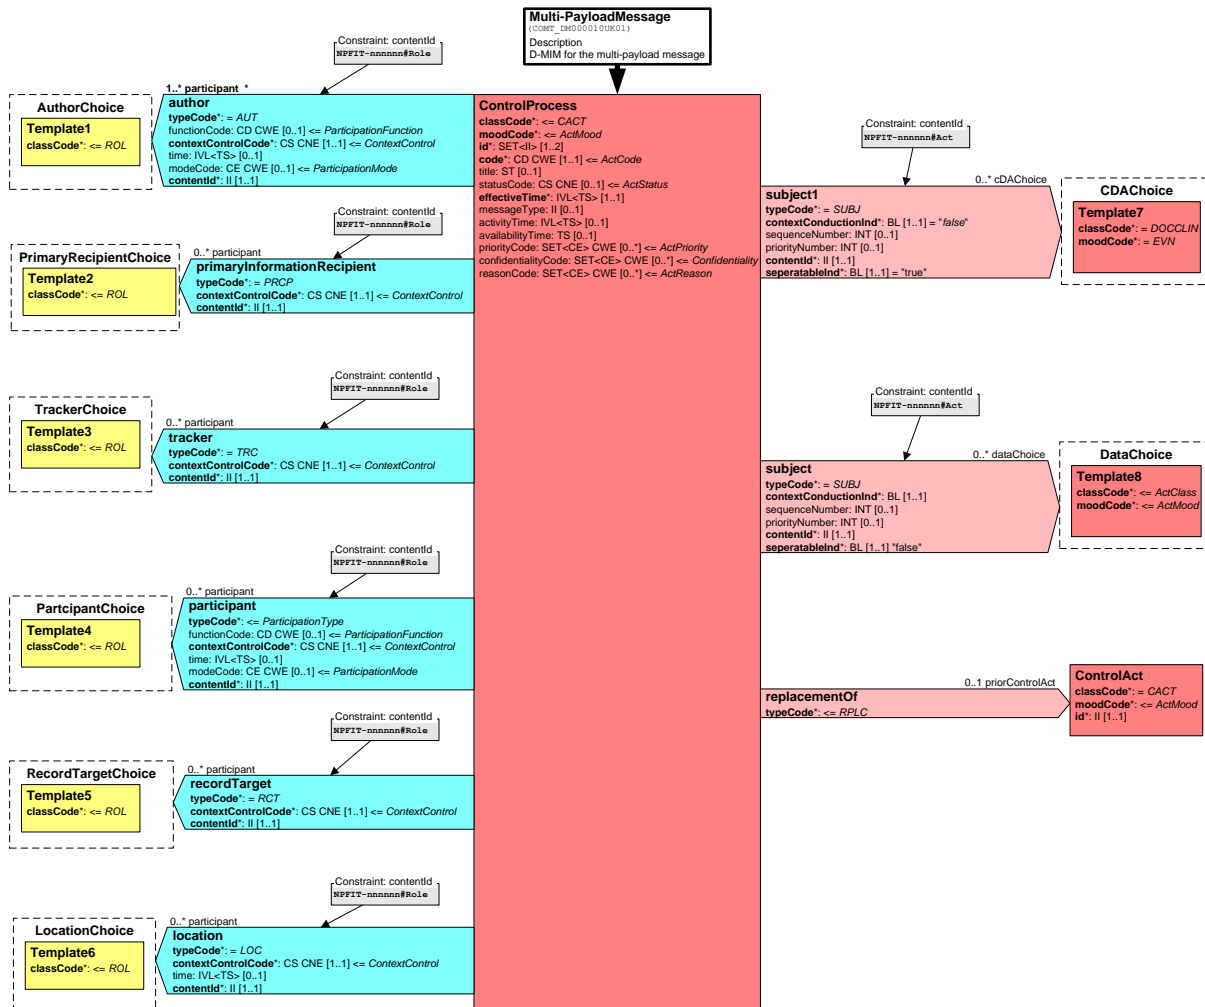 Multi-PayloadMessage
(COMT_DM000010UK01)
Description
D-MIM for the multi-payload message
Constraint: contentId
NPFIT-nnnnnn#Role
1..* participant *
AuthorChoice
Template1
classCode*: <= ROL
author
typeCode*: = AUT
functionCode: CD CWE [0..1] <= ParticipationFunction
contextControlCode*: CS CNE [1..1] <= ContextControl
time: IVL<TS> [0..1]
modeCode: CE CWE [0..1] <= ParticipationMode
contentId*: II [1..1]
ControlProcess
classCode*: <= CACT
moodCode*: <= ActMood
id*: SET<II> [1..2]
code*: CD CWE [1..1] <= ActCode
title: ST [0..1]
statusCode: CS CNE [0..1] <= ActStatus
effectiveTime*: IVL<TS> [1..1]
messageType: II [0..1]
activityTime: IVL<TS> [0..1]
availabilityTime: TS [0..1]
priorityCode: SET<CE> CWE [0..*] <= ActPriority
confidentialityCode: SET<CE> CWE [0..*] <= Confidentiality
reasonCode: SET<CE> CWE [0..*] <= ActReason
Constraint: contentId
NPFIT-nnnnnn#Act
0..* cDAChoice
subject1
typeCode*: = SUBJ
contextConductionInd*: BL [1..1] = "false"
sequenceNumber: INT [0..1]
priorityNumber: INT [0..1]
contentId*: II [1..1]
seperatableInd*: BL [1..1] = "true"
CDAChoice
Template7
classCode*: = DOCCLIN
moodCode*: = EVN
Constraint: contentId
NPFIT-nnnnnn#Role
0..* participant
PrimaryRecipientChoice
Template2
classCode*: <= ROL
primaryInformationRecipient
typeCode*: = PRCP
contextControlCode*: CS CNE [1..1] <= ContextControl
contentId*: II [1..1]
Constraint: contentId
NPFIT-nnnnnn#Role
0..* participant
TrackerChoice
Template3
classCode*: <= ROL
tracker
typeCode*: = TRC
contextControlCode*: CS CNE [1..1] <= ContextControl
contentId*: II [1..1]
Constraint: contentId
NPFIT-nnnnnn#Act
0..* dataChoice
subject
typeCode*: = SUBJ
contextConductionInd*: BL [1..1]
sequenceNumber: INT [0..1]
priorityNumber: INT [0..1]
contentId*: II [1..1]
seperatableInd*: BL [1..1] "false"
DataChoice
Template8
classCode*: <= ActClass
moodCode*: <= ActMood
Constraint: contentId
NPFIT-nnnnnn#Role
0..* participant
PartcipantChoice
Template4
classCode*: <= ROL
participant
typeCode*: <= ParticipationType
functionCode: CD CWE [0..1] <= ParticipationFunction
contextControlCode*: CS CNE [1..1] <= ContextControl
time: IVL<TS> [0..1]
modeCode: CE CWE [0..1] <= ParticipationMode
contentId*: II [1..1]
0..1 priorControlAct
replacementOf
typeCode*: <= RPLC
ControlAct
classCode*: = CACT
moodCode*: <= ActMood
id*: II [1..1]
Constraint: contentId
NPFIT-nnnnnn#Role
0..* participant
RecordTargetChoice
Template5
classCode*: <= ROL
recordTarget
typeCode*: = RCT
contextControlCode*: CS CNE [1..1] <= ContextControl
contentId*: II [1..1]
Constraint: contentId
NPFIT-nnnnnn#Role
0..* participant
LocationChoice
Template6
classCode*: <= ROL
location
typeCode*: = LOC
contextControlCode*: CS CNE [1..1] <= ContextControl
time: IVL<TS> [0..1]
contentId*: II [1..1]